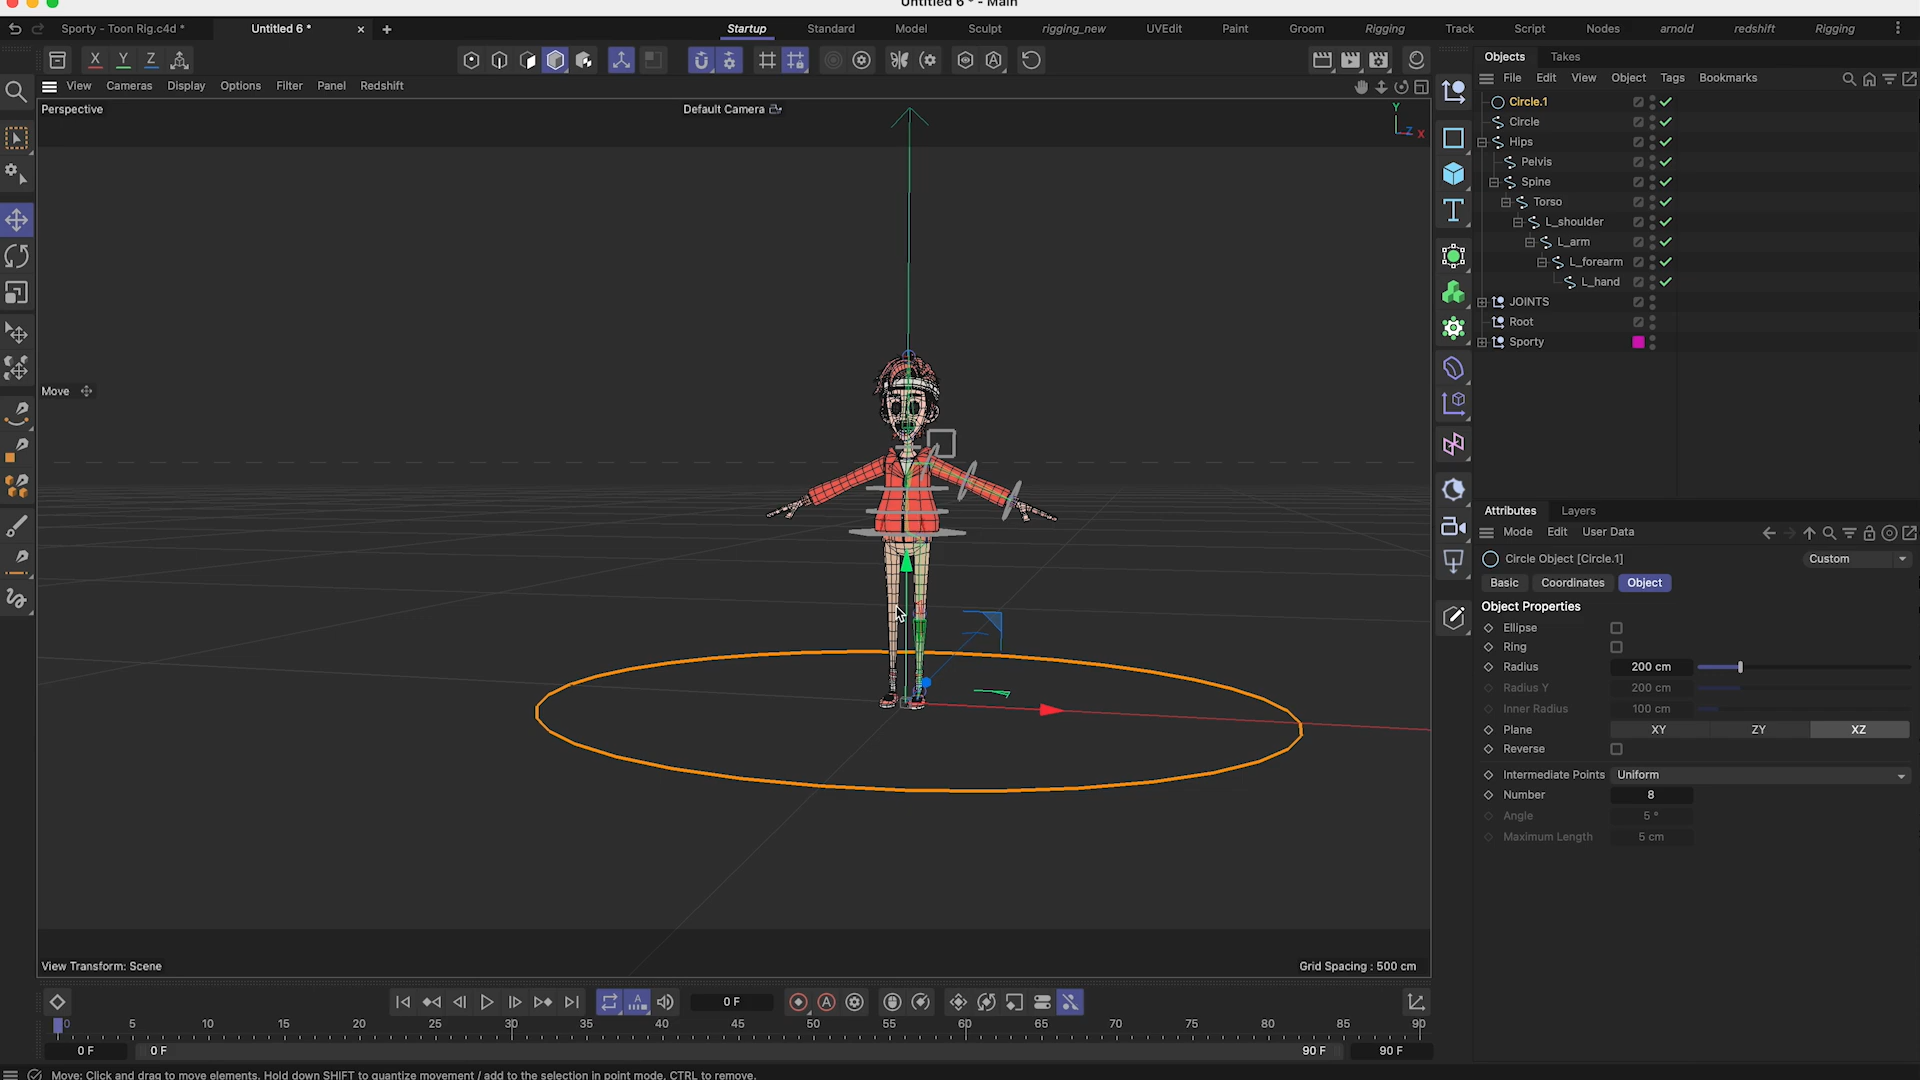 Untitled 6 * - Main
Sporty - Toon Rig.c4d *
Untitled 6 *
Startup
Standard
Model
Sculpt
rigging_new
UVEdit
Paint
Groom
Rigging
Track
Script
Nodes
arnold
redshift
Rigging
X Y Z
View
Cameras
Display
Options
Filter
Panel
Redshift
Perspective
Default Camera
Y
Z
X
Move
View Transform: Scene
Grid Spacing : 500 cm
Objects
Takes
File
Edit
View
Object
Tags
Bookmarks
Circle.1
Circle
Hips
Pelvis
Spine
Torso
L_shoulder
L_arm
L_forearm
L_hand
JOINTS
Root
Sporty
Attributes
Layers
Mode
Edit
User Data
Circle Object [Circle.1]
Custom
Basic
Coordinates
Object
Object Properties
Ellipse
Ring
Radius 200 cm
Radius Y 200 cm
Inner Radius 100 cm
Plane XY ZY XZ
Reverse
Intermediate Points Uniform
Number 8
Angle 5 °
Maximum Length 5 cm
0 F
0 5 10 15 20 25 30 35 40 45 50 55 60 65 70 75 80 85 90
0 F
0 F
90 F
90 F
Move: Click and drag to move elements. Hold down SHIFT to quantize movement / add to the selection in point mode, CTRL to remove.